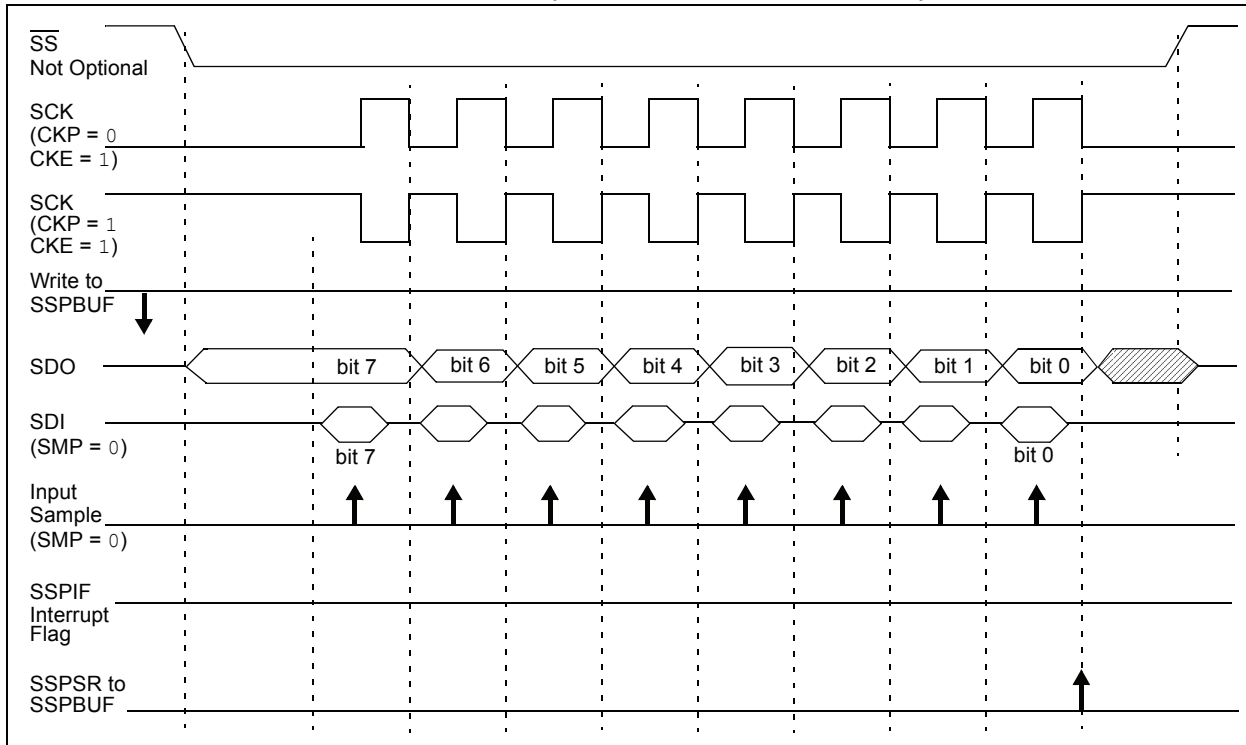 SS
Not Optional
SCK
(CKP = 0
CKE = 1)
SCK
(CKP = 1
CKE = 1)
Write to
SSPBUF
SDO
bit 7 bit 6 bit 5 bit 4 bit 3 bit 2 bit 1 bit 0
SDI
(SMP = 0)
bit 7 bit 0
Input
Sample
(SMP = 0)
SSPIF
Interrupt
Flag
SSPSR to
SSPBUF